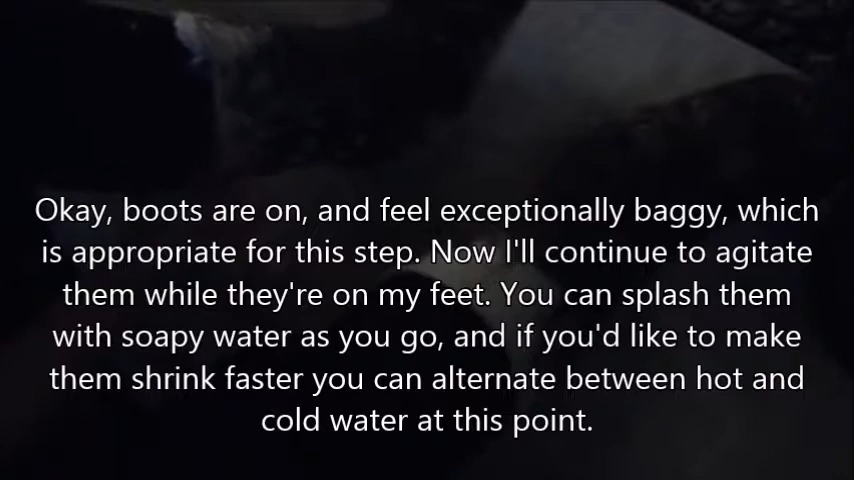 Okay, boots are on, and feel exceptionally baggy, which
is appropriate for this step. Now I'll continue to agitate
them while they're on my feet. You can splash them
with soapy water as you go, and if you'd like to make
them shrink faster you can alternate between hot and
cold water at this point.